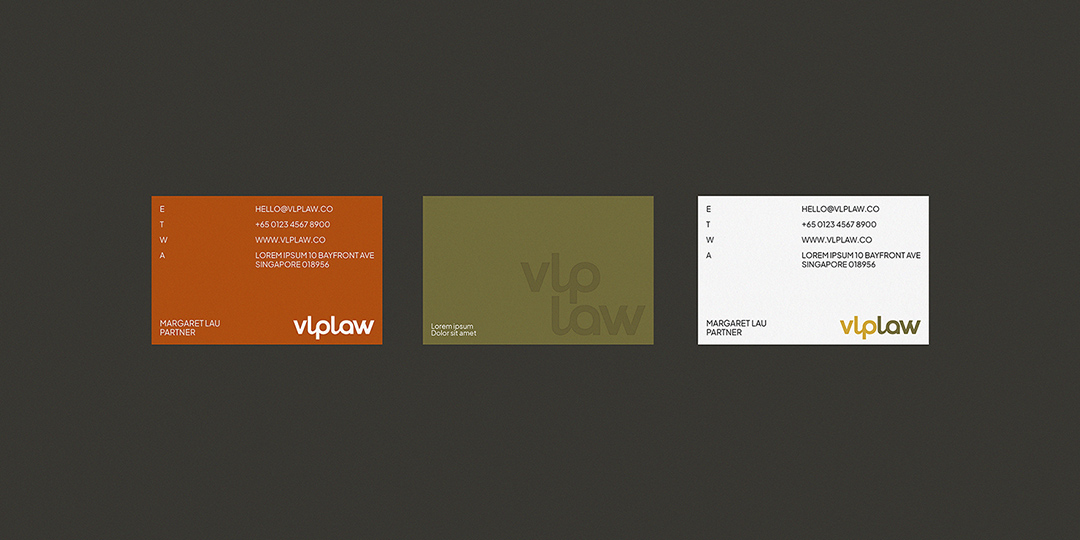 E HELLO@VLPLAW.CO
T +65 0123 4567 8900
W WWW.VLPLAW.CO
A LOREM IPSUM 10 BAYFRONT AVE
SINGAPORE 018956
MARGARET LAU
PARTNER
vlplaw
vlp
law
Lorem ipsum
Dolor sit amet
E HELLO@VLPLAW.CO
T +65 0123 4567 8900
W WWW.VLPLAW.CO
A LOREM IPSUM 10 BAYFRONT AVE
SINGAPORE 018956
MARGARET LAU
PARTNER
vlplaw